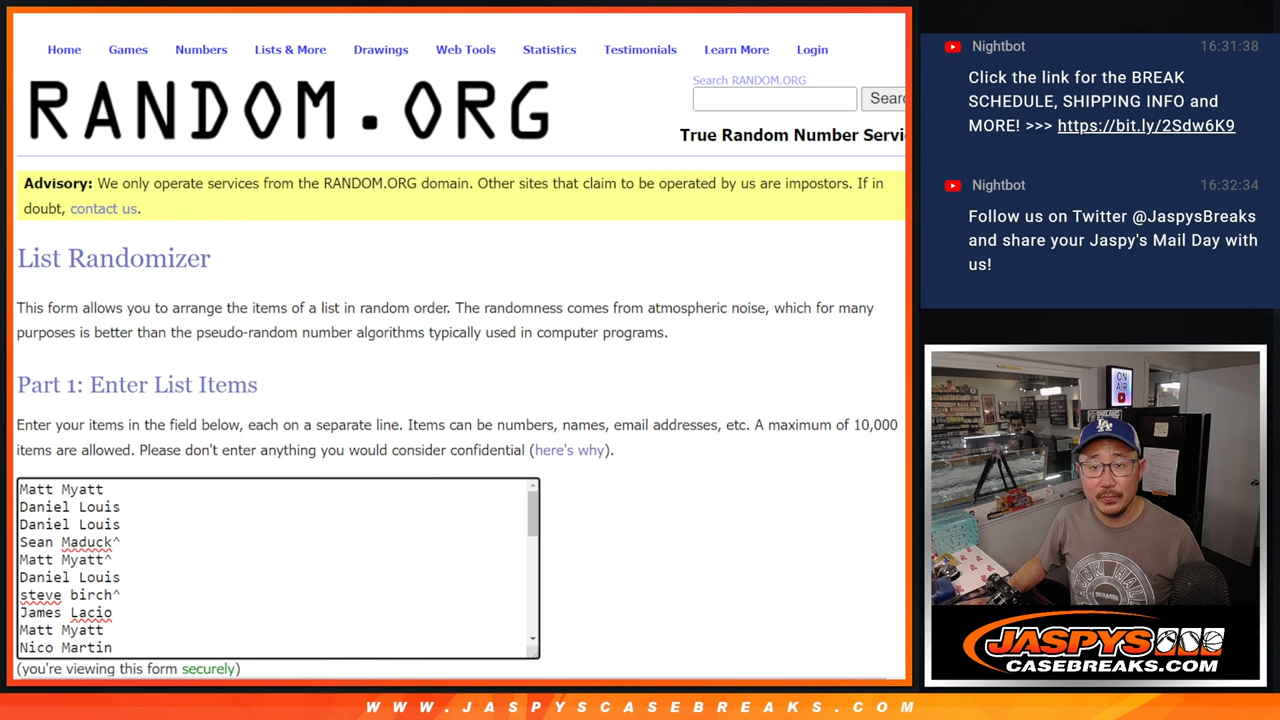 Home Games Numbers Lists & More Drawings Web Tools Statistics Testimonials Learn More Login
RANDOM.ORG
Search RANDOM.ORG
Sear
True Random Number Servi
Advisory: We only operate services from the RANDOM.ORG domain. Other sites that claim to be operated by us are impostors. If in
doubt, contact us.
List Randomizer
This form allows you to arrange the items of a list in random order. The randomness comes from atmospheric noise, which for many
purposes is better than the pseudo-random number algorithms typically used in computer programs.
Part 1: Enter List Items
Enter your items in the field below, each on a separate line. Items can be numbers, names, email addresses, etc. A maximum of 10,000
items are allowed. Please don't enter anything you would consider confidential (here's why).
Matt Myatt
Daniel Louis
Daniel Louis
Sean Maduck^
Matt Myatt^
Daniel Louis
steve birch^
James Lacio
Matt Myatt
Nico Martin
(you're viewing this form securely)
Nightbot 16:31:38
Click the link for the BREAK
SCHEDULE, SHIPPING INFO and
MORE! >>> https://bit.ly/2Sdw6K9
Nightbot 16:32:34
Follow us on Twitter @JaspysBreaks
and share your Jaspy's Mail Day with
us!
ON
AIR
LA
JASPYS
CASEBREAKS.COM
WWW.JASPYSCASEBREAKS.COM